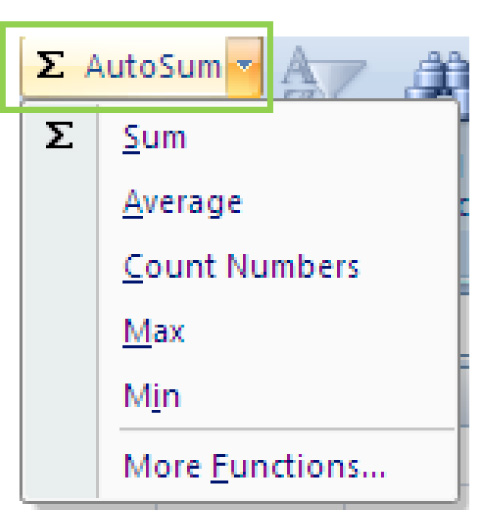 Σ AutoSum
Σ Sum
Average
Count Numbers
Max
Min
More Functions...